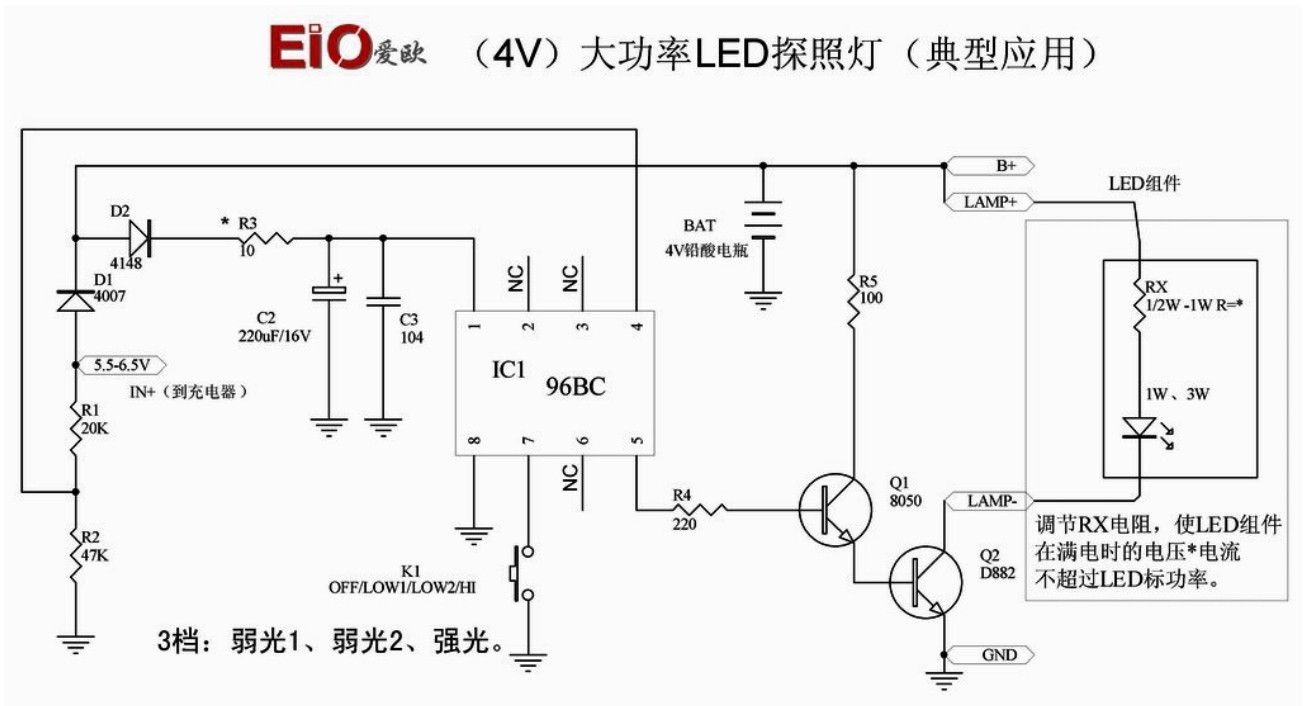 EiO爱欧 （4V）大功率LED探照灯（典型应用）
B+
LED组件
LAMP+
D2
4148
* R3
10
BAT
4V铅酸电瓶
NC
NC
D1
4007
+
C2
220uF/16V
C3
104
R5
100
RX
1/2W -1W R=*
1 2 3 4
IC1 96BC
8 7 6 5
5.5-6.5V
IN+（到充电器）
1W、3W
R1
20K
NC
R4
220
Q1
8050
LAMP-
R2
47K
调节RX电阻，使LED组件
在满电时的电压*电流
不超过LED标功率。
Q2
D882
K1
OFF/LOW1/LOW2/HI
3档：弱光1、弱光2、强光。
GND